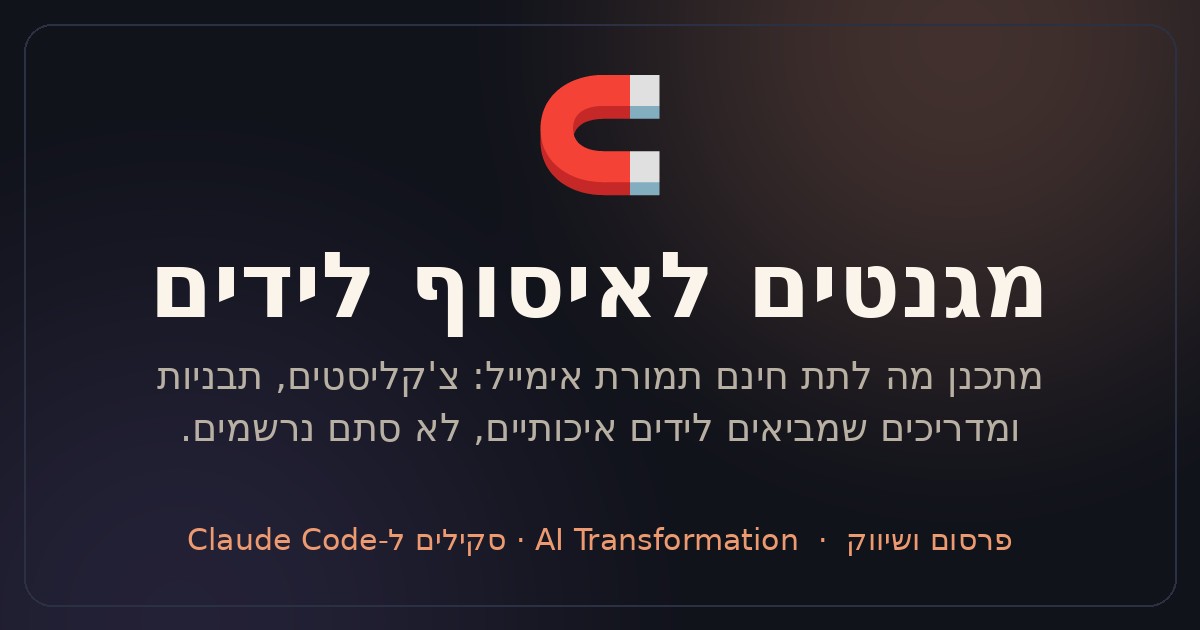 מגנטים לאיסוף לידים
מתכנן מה לתת חינם תמורת אימייל: צ'קליסטים, תבניות
ומדריכים שמביאים לידים איכותיים, לא סתם נרשמים.
פרסום ושיווק · AI Transformation · סקילים ל-Claude Code